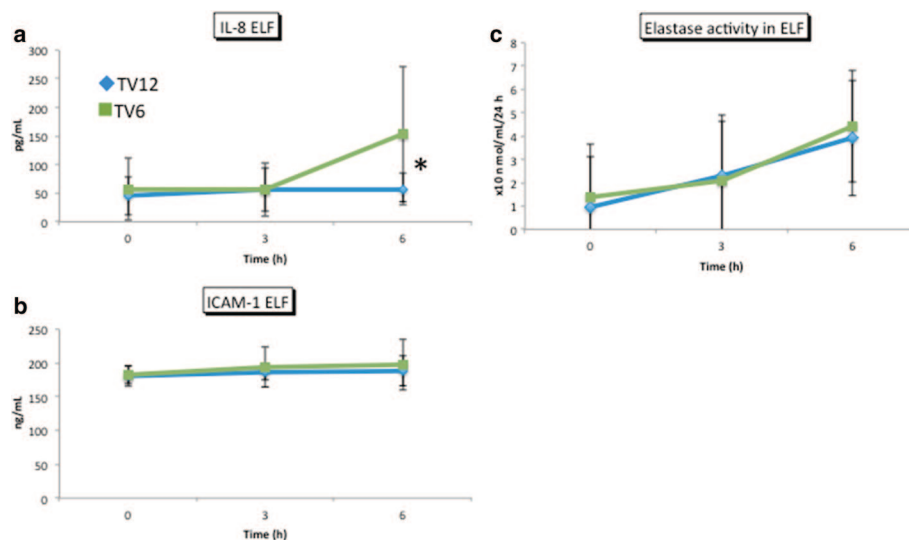 a
IL-8 ELF
300
250
200
150
100
50
0
pg/mL
TV12
TV6
*
0 3 6
Time (h)
b
ICAM-1 ELF
250
200
150
100
50
0
ng/mL
0 3 6
Time (h)
c
Elastase activity in ELF
8
7
6
5
4
3
2
1
0
x10 nmol/mL/24 h
0 3 6
Time (h)